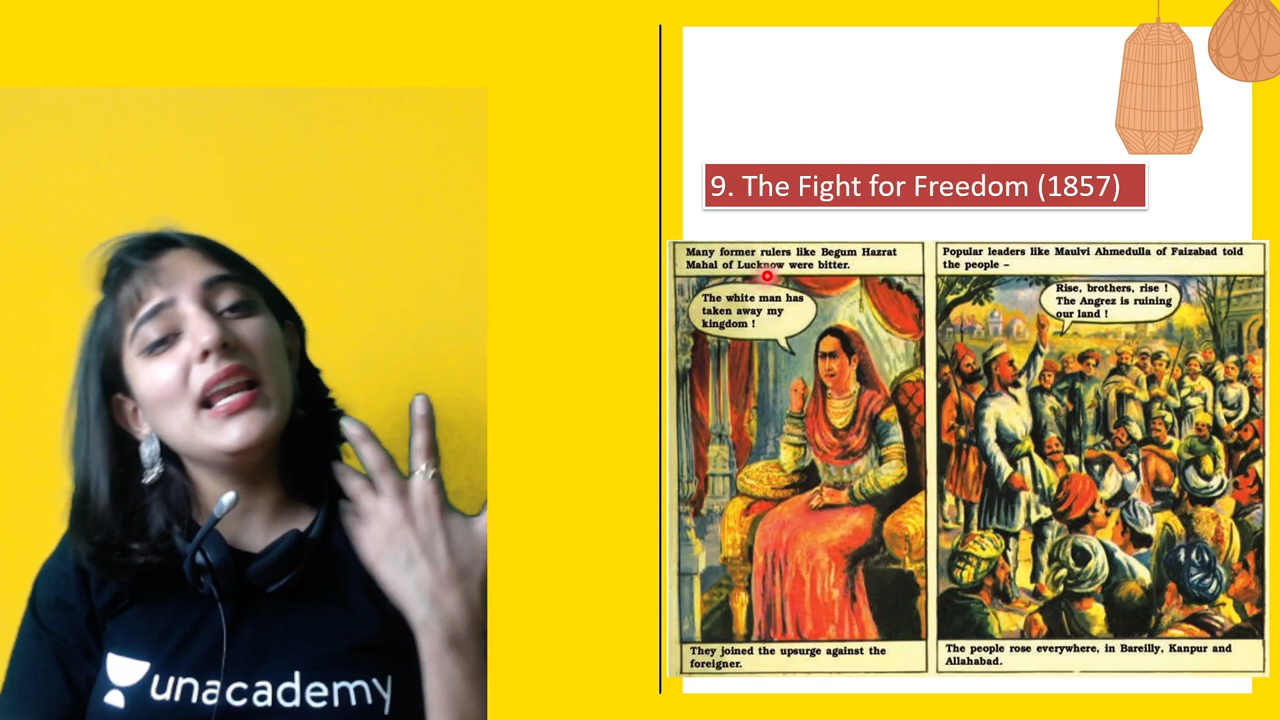 9. The Fight for Freedom (1857)
Many former rulers like Begum Hazrat
Mahal of Lucknow were bitter.
The white man has
taken away my
kingdom !
They joined the upsurge against the
foreigner.
Popular leaders like Maulvi Ahmedulla of Faizabad told
the people –
Rise, brothers, rise !
The Angrez is ruining
our land !
The people rose everywhere, in Bareilly, Kanpur and
Allahabad.
unacademy